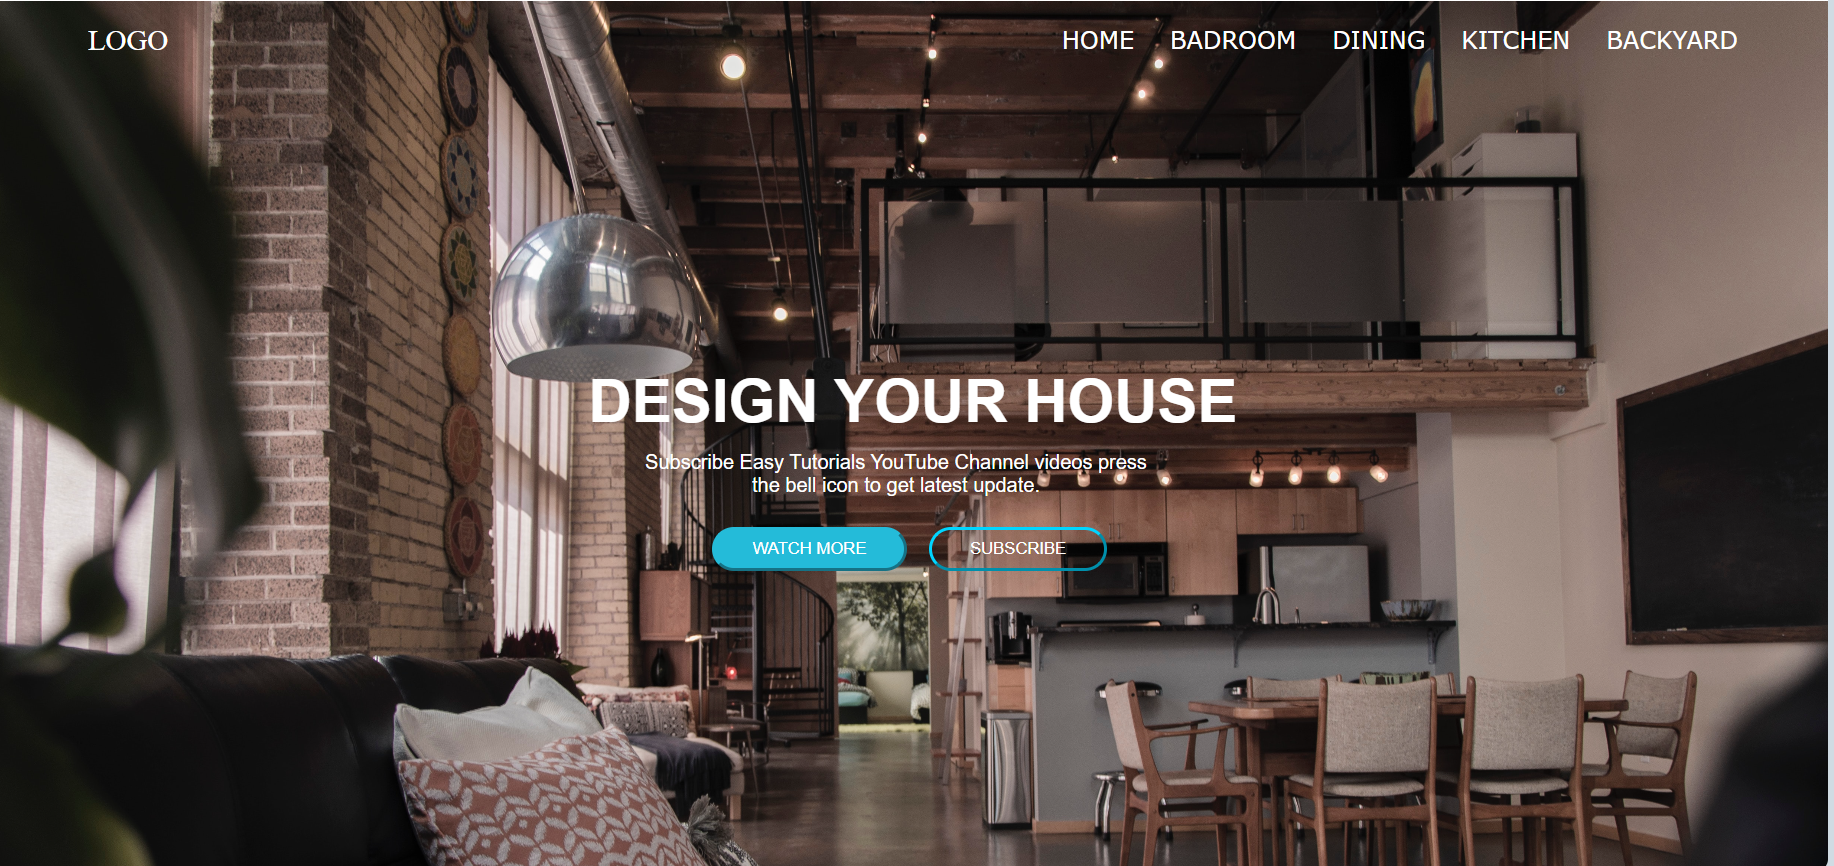 LOGO
HOME BADROOM DINING KITCHEN BACKYARD
DESIGN YOUR HOUSE
Subscribe Easy Tutorials YouTube Channel videos press
the bell icon to get latest update.
WATCH MORE
SUBSCRIBE